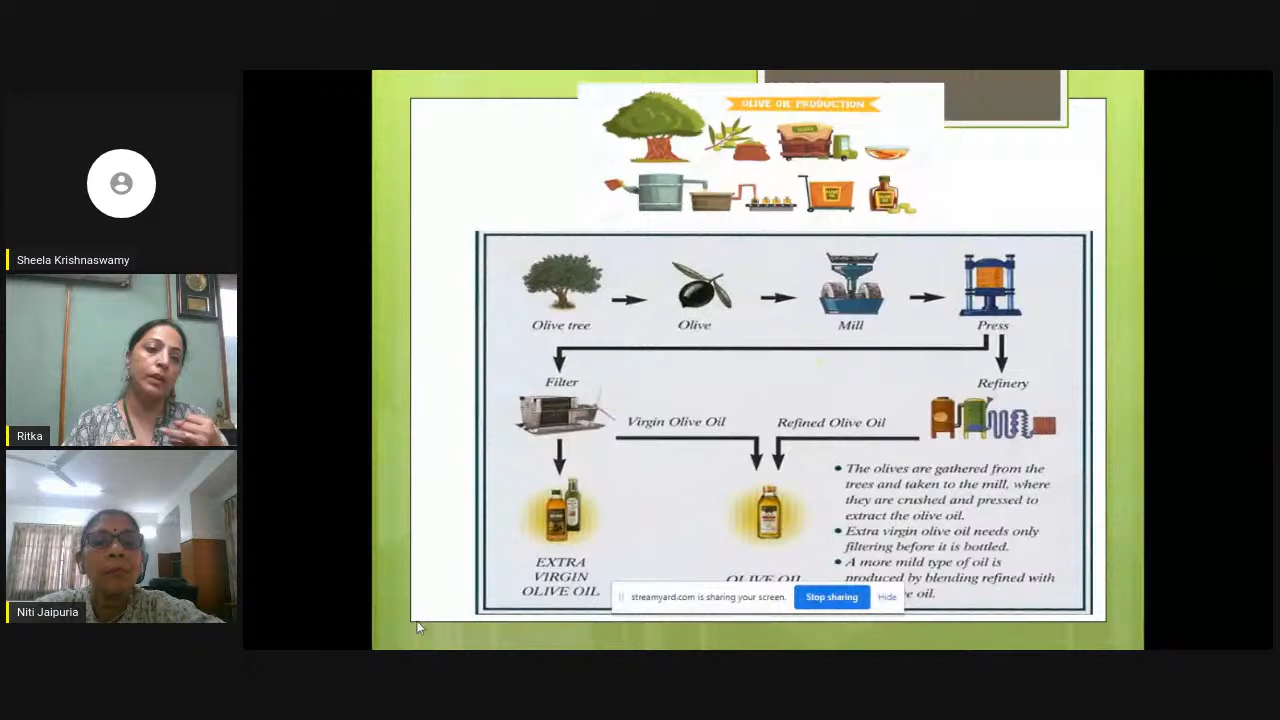 OLIVE OIL PRODUCTION
Sheela Krishnaswamy
Ritka
Niti Jaipuria
Olive tree
Olive
Mill
Press
Filter
Refinery
Virgin Olive Oil
Refined Olive Oil
EXTRA
VIRGIN
OLIVE OIL
OLIVE OIL
• The olives are gathered from the
trees and taken to the mill, where
they are crushed and pressed to
extract the olive oil.
• Extra virgin olive oil needs only
filtering before it is bottled.
• A more mild type of oil is
produced by blending refined with
oil.
streamyard.com is sharing your screen.
Stop sharing
Hide